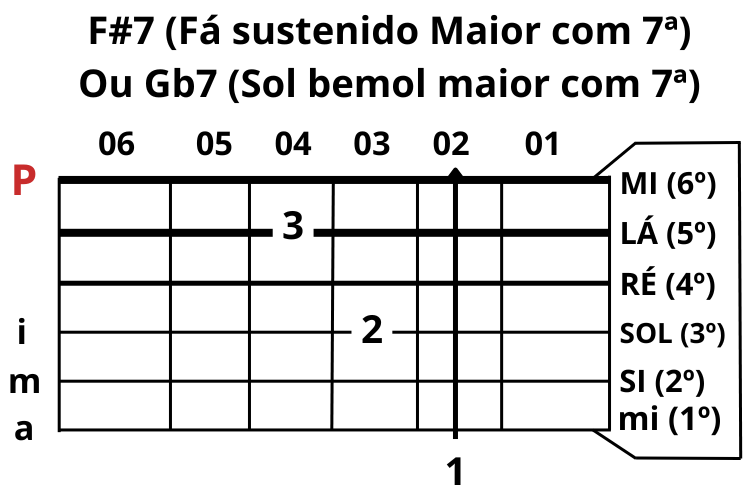 F#7 (Fá sustenido Maior com 7ª)
Ou Gb7 (Sol bemol maior com 7ª)
06 05 04 03 02 01
P MI (6º)
3 LÁ (5º)
RÉ (4º)
i 2 SOL (3º)
m SI (2º)
a mi (1º)
1